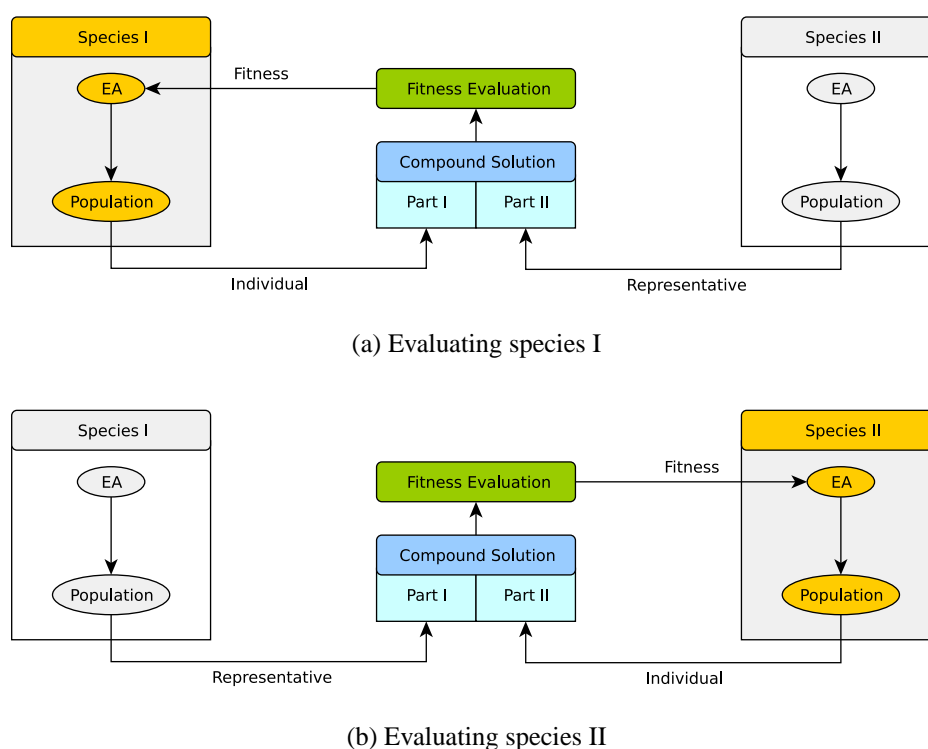 Species I
Species II
Fitness
EA
Fitness Evaluation
EA
Compound Solution
Population
Part I
Part II
Population
Individual
Representative
(a) Evaluating species I
Species I
Species II
Fitness
EA
Fitness Evaluation
EA
Compound Solution
Population
Part I
Part II
Population
Representative
Individual
(b) Evaluating species II